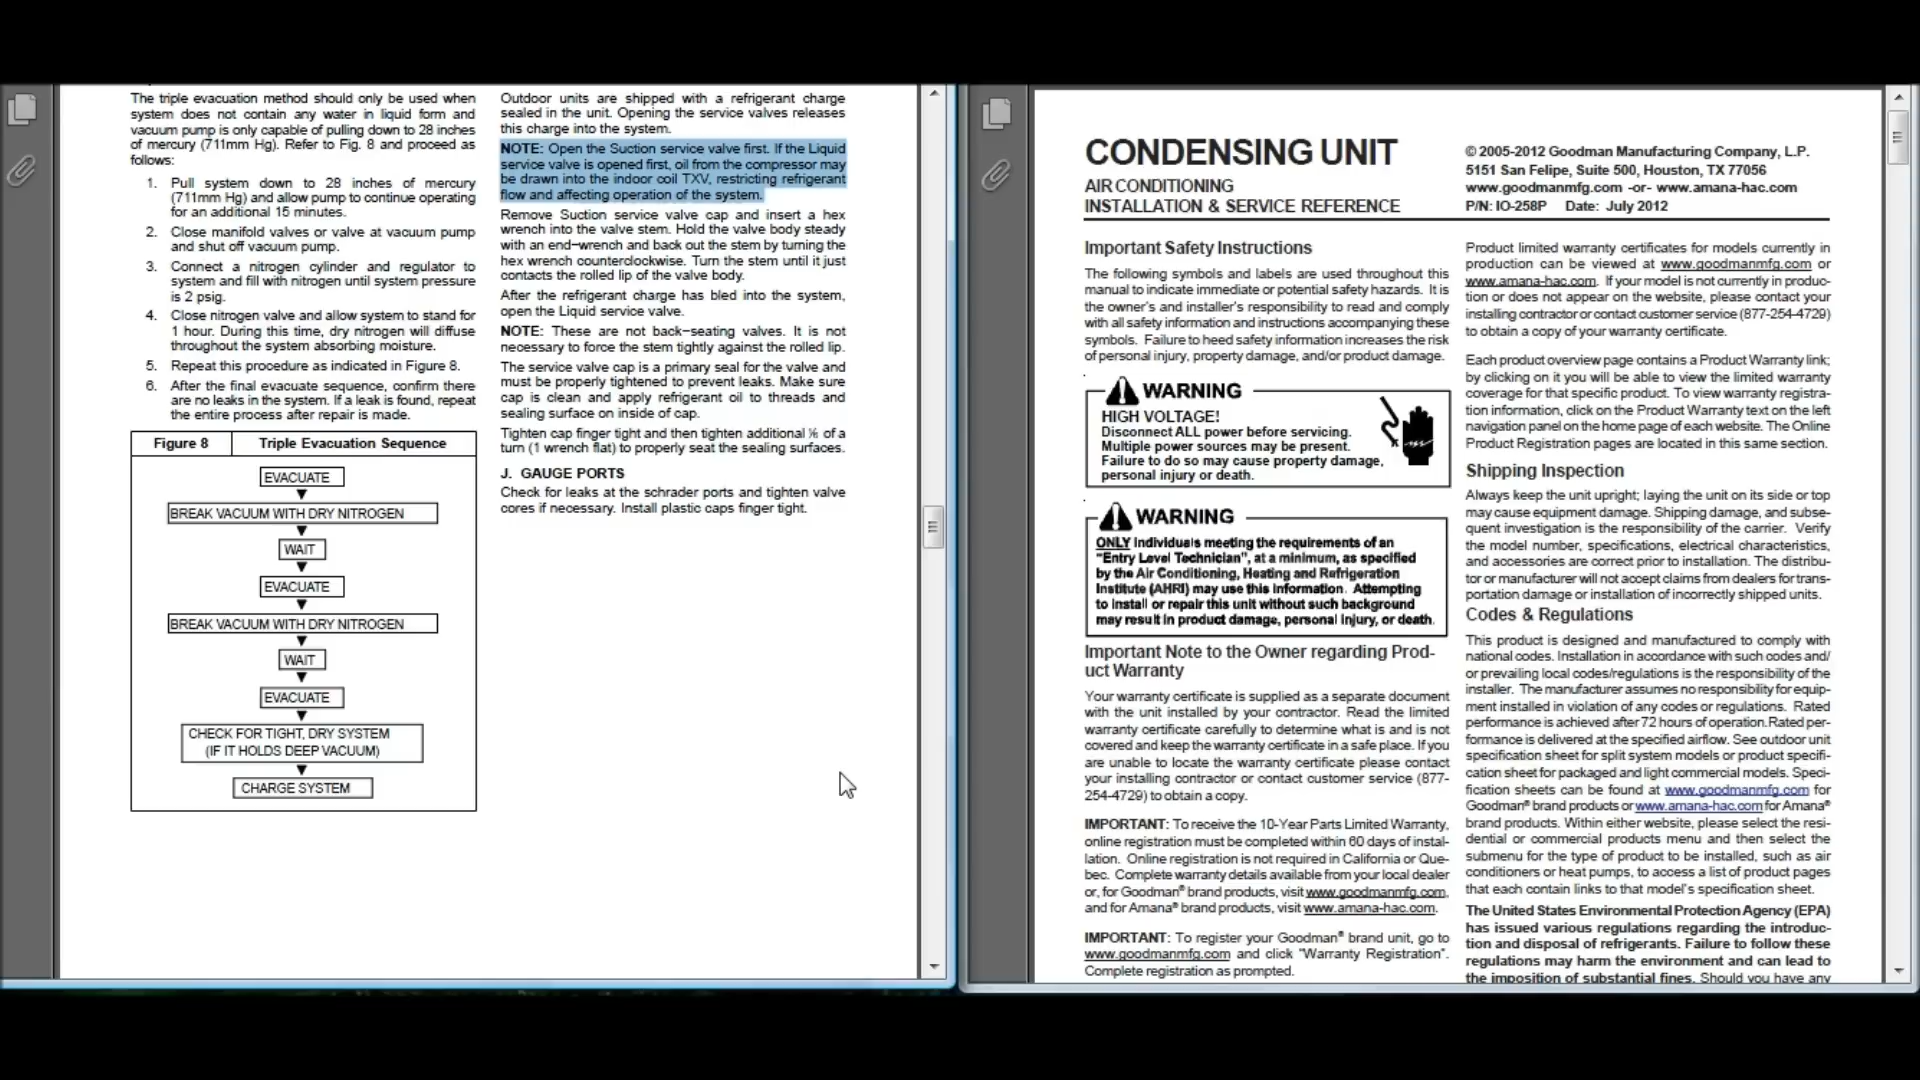 The triple evacuation method should only be used when
system does not contain any water in liquid form and
vacuum pump is only capable of pulling down to 28 inches
of mercury (711mm Hg). Refer to Fig. 8 and proceed as
follows:
1. Pull system down to 28 inches of mercury
(711mm Hg) and allow pump to continue operating
for an additional 15 minutes.
2. Close manifold valves or valve at vacuum pump
and shut off vacuum pump.
3. Connect a nitrogen cylinder and regulator to
system and fill with nitrogen until system pressure
is 2 psig.
4. Close nitrogen valve and allow system to stand for
1 hour. During this time, dry nitrogen will diffuse
throughout the system absorbing moisture.
5. Repeat this procedure as indicated in Figure 8.
6. After the final evacuate sequence, confirm there
are no leaks in the system. If a leak is found, repeat
the entire process after repair is made.
Figure 8 Triple Evacuation Sequence
EVACUATE
BREAK VACUUM WITH DRY NITROGEN
WAIT
EVACUATE
BREAK VACUUM WITH DRY NITROGEN
WAIT
EVACUATE
CHECK FOR TIGHT, DRY SYSTEM
(IF IT HOLDS DEEP VACUUM)
CHARGE SYSTEM
Outdoor units are shipped with a refrigerant charge
sealed in the unit. Opening the service valves releases
this charge into the system.
NOTE: Open the Suction service valve first. If the Liquid
service valve is opened first, oil from the compressor may
be drawn into the indoor coil TXV, restricting refrigerant
flow and affecting operation of the system.
Remove Suction service valve cap and insert a hex
wrench into the valve stem. Hold the valve body steady
with an end-wrench and back out the stem by turning the
hex wrench counterclockwise. Turn the stem until it just
contacts the rolled lip of the valve body.
After the refrigerant charge has bled into the system,
open the Liquid service valve.
NOTE: These are not back-seating valves. It is not
necessary to force the stem tightly against the rolled lip.
The service valve cap is a primary seal for the valve and
must be properly tightened to prevent leaks. Make sure
cap is clean and apply refrigerant oil to threads and
sealing surface on inside of cap.
Tighten cap finger tight and then tighten additional of a
turn (1 wrench flat) to properly seat the sealing surfaces.
J. GAUGE PORTS
Check for leaks at the schrader ports and tighten valve
cores if necessary. Install plastic caps finger tight.
CONDENSING UNIT
AIR CONDITIONING
INSTALLATION & SERVICE REFERENCE
© 2005-2012 Goodman Manufacturing Company, L.P.
5151 San Felipe, Suite 500, Houston, TX 77056
www.goodmanmfg.com -or- www.amana-hac.com
P/N: IO-258P Date: July 2012
Important Safety Instructions
The following symbols and labels are used throughout this
manual to indicate immediate or potential safety hazards. It is
the owner's and installer's responsibility to read and comply
with all safety information and instructions accompanying these
symbols. Failure to heed safety information increases the risk
of personal injury, property damage, and/or product damage.
WARNING
HIGH VOLTAGE!
Disconnect ALL power before servicing.
Multiple power sources may be present.
Failure to do so may cause property damage,
personal injury or death.
WARNING
ONLY individuals meeting the requirements of an
"Entry Level Technician", at a minimum, as specified
by the Air Conditioning, Heating and Refrigeration
Institute (AHRI) may use this information. Attempting
to install or repair this unit without such background
may result in product damage, personal injury, or death.
Important Note to the Owner regarding Prod-
uct Warranty
Your warranty certificate is supplied as a separate document
with the unit installed by your contractor. Read the limited
warranty certificate carefully to determine what is and is not
covered and keep the warranty certificate in a safe place. If you
are unable to locate the warranty certificate please contact
your installing contractor or contact customer service (877-
254-4729) to obtain a copy.
IMPORTANT: To receive the 10-Year Parts Limited Warranty,
online registration must be completed within 60 days of instal-
lation. Online registration is not required in California or Que-
bec. Complete warranty details available from your local dealer
or, for Goodman® brand products, visit www.goodmanmfg.com,
and for Amana® brand products, visit www.amana-hac.com.
IMPORTANT: To register your Goodman® brand unit, go to
www.goodmanmfg.com and click "Warranty Registration".
Complete registration as prompted.
Product limited warranty certificates for models currently in
production can be viewed at www.goodmanmfg.com or
www.amana-hac.com. If your model is not currently in produc-
tion or does not appear on the website, please contact your
installing contractor or contact customer service (877-254-4729)
to obtain a copy of your warranty certificate.
Each product overview page contains a Product Warranty link;
by clicking on it you will be able to view the limited warranty
coverage for that specific product. To view warranty registra-
tion information, click on the Product Warranty text on the left
navigation panel on the home page of each website. The Online
Product Registration pages are located in this same section.
Shipping Inspection
Always keep the unit upright; laying the unit on its side or top
may cause equipment damage. Shipping damage, and subse-
quent investigation is the responsibility of the carrier. Verify
the model number, specifications, electrical characteristics,
and accessories are correct prior to installation. The distribu-
tor or manufacturer will not accept claims from dealers for trans-
portation damage or installation of incorrectly shipped units.
Codes & Regulations
This product is designed and manufactured to comply with
national codes. Installation in accordance with such codes and/
or prevailing local codes/regulations is the responsibility of the
installer. The manufacturer assumes no responsibility for equip-
ment installed in violation of any codes or regulations. Rated
performance is achieved after 72 hours of operation. Rated per-
formance is delivered at the specified airflow. See outdoor unit
specification sheet for split system models or product specifi-
cation sheet for packaged and light commercial models. Speci-
fication sheets can be found at www.goodmanmfg.com for
Goodman® brand products or www.amana-hac.com for Amana®
brand products. Within either website, please select the resi-
dential or commercial products menu and then select the
submenu for the type of product to be installed, such as air
conditioners or heat pumps, to access a list of product pages
that each contain links to that model's specification sheet.
The United States Environmental Protection Agency (EPA)
has issued various regulations regarding the introduc-
tion and disposal of refrigerants. Failure to follow these
regulations may harm the environment and can lead to
the imposition of substantial fines. Should you have any